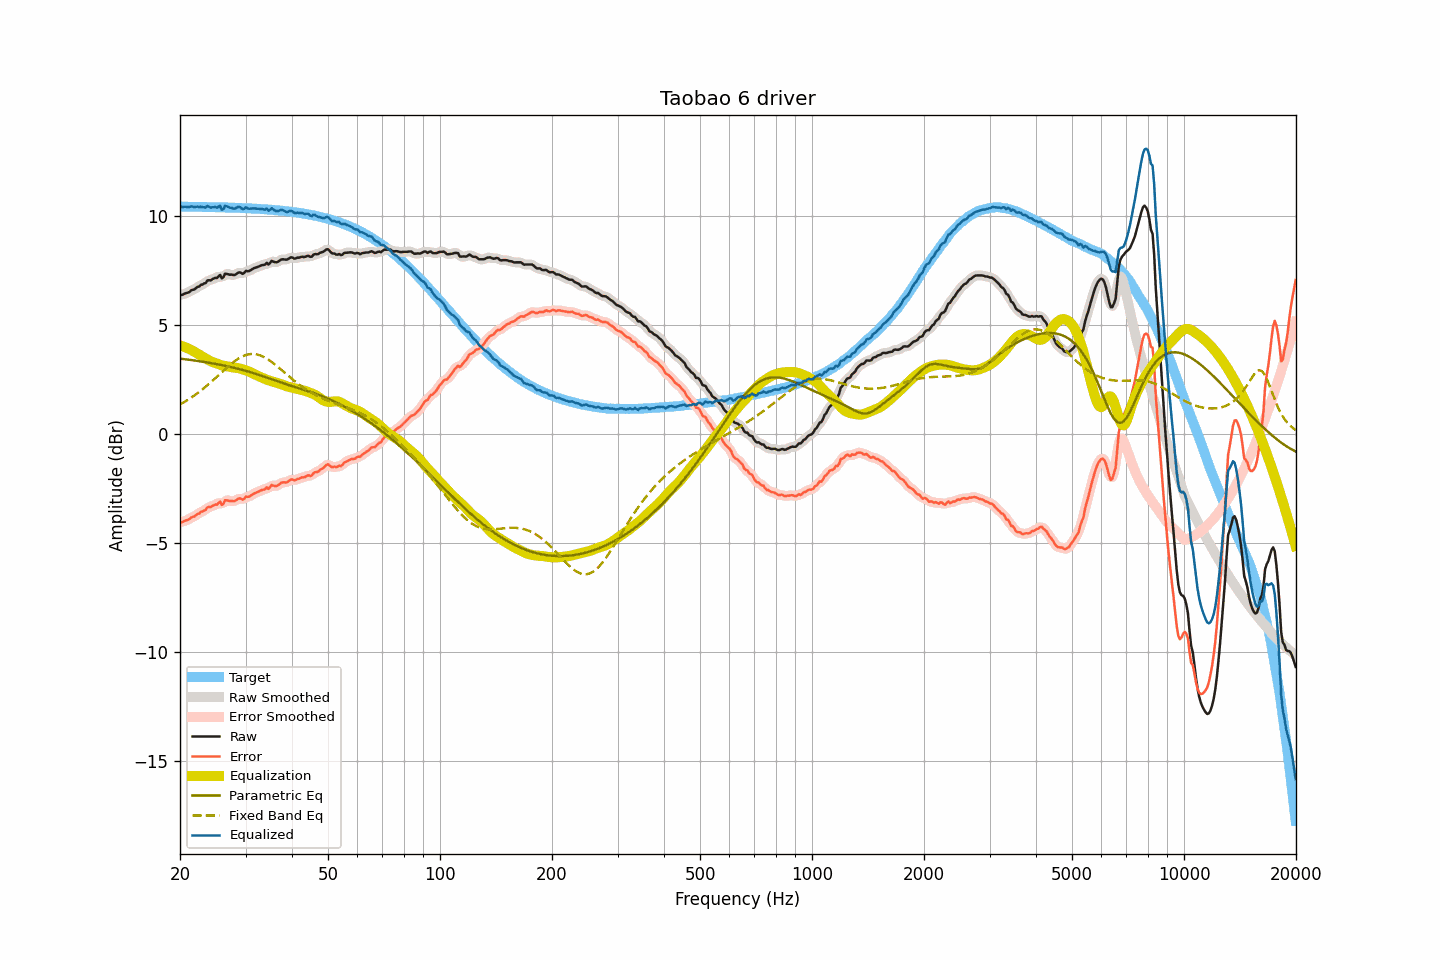 Taobao 6 driver
Amplitude (dBr)
10
5
0
−5
−10
−15
Target
Raw Smoothed
Error Smoothed
Raw
Error
Equalization
Parametric Eq
Fixed Band Eq
Equalized
20 50 100 200 500 1000 2000 5000 10000 20000
Frequency (Hz)